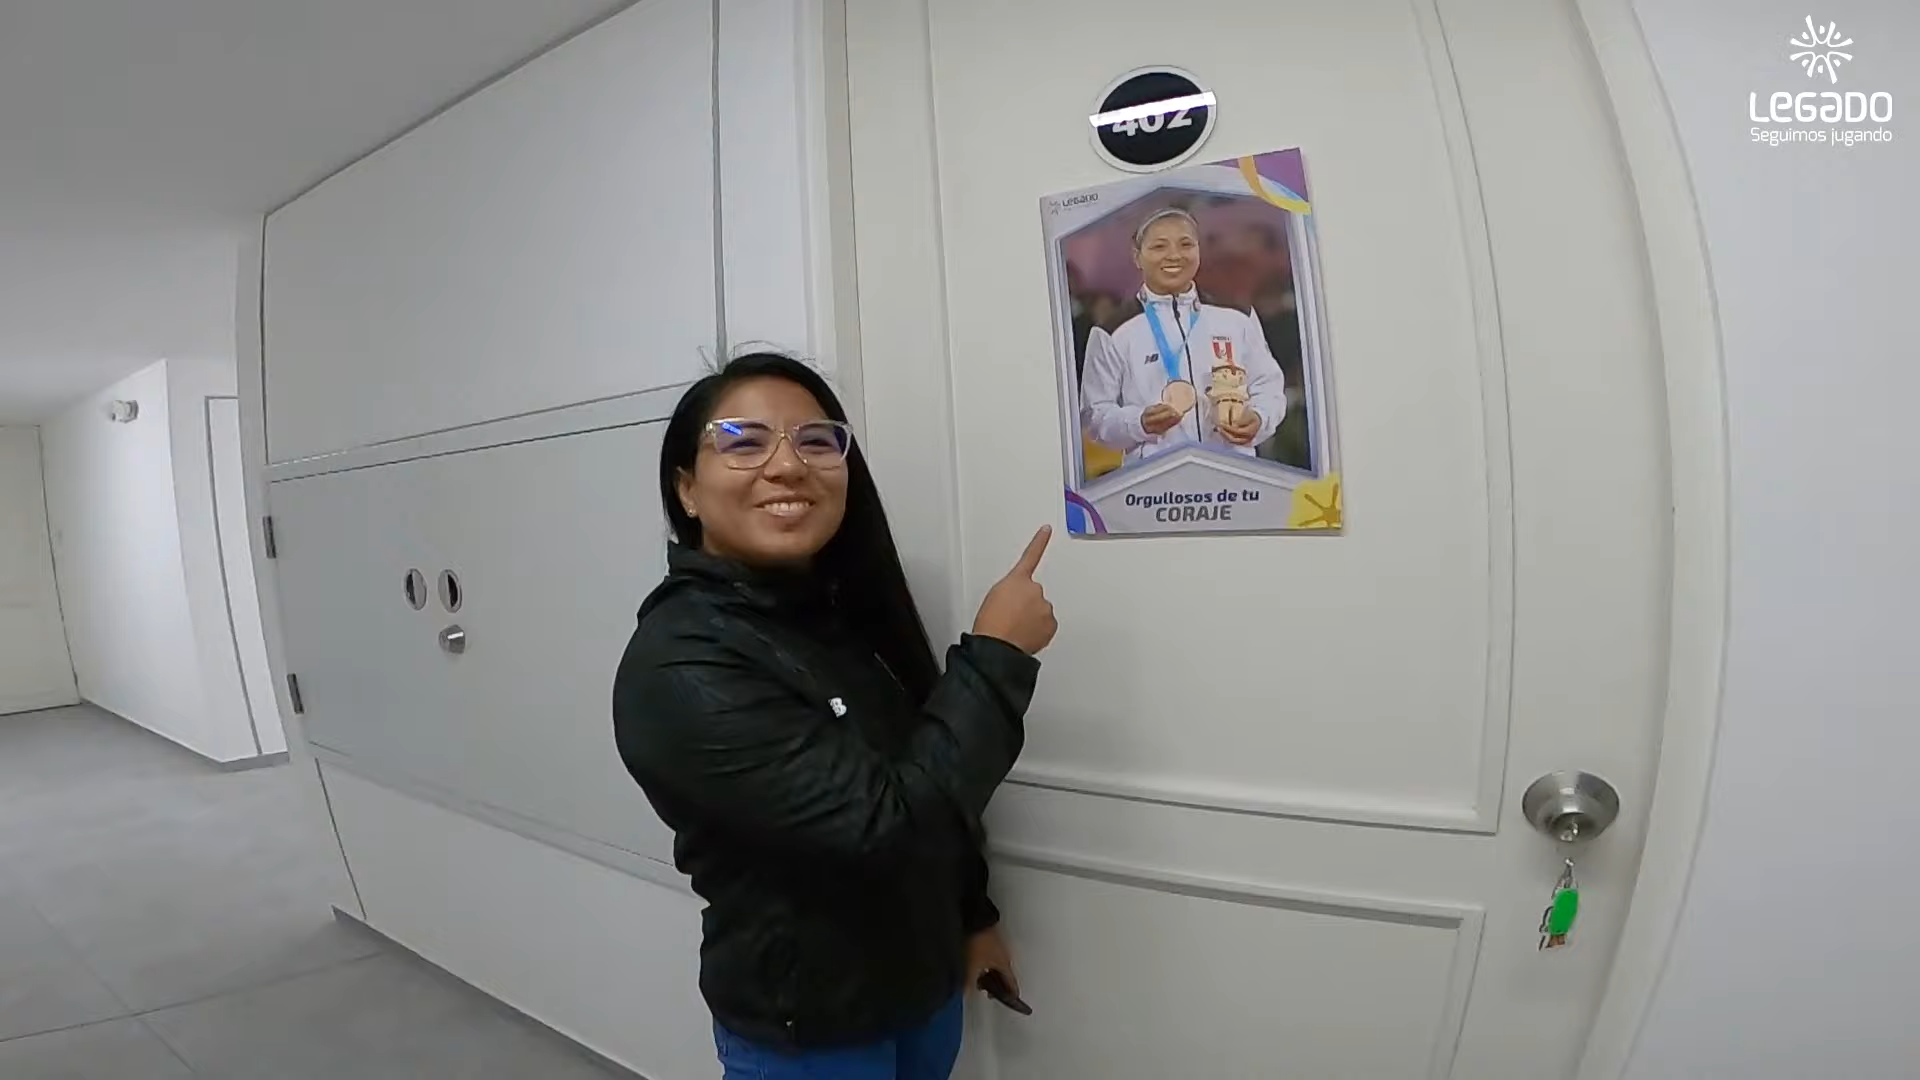 LEGADO
Seguimos jugando
402
LEGADO
Orgullosos de tu
CORAJE